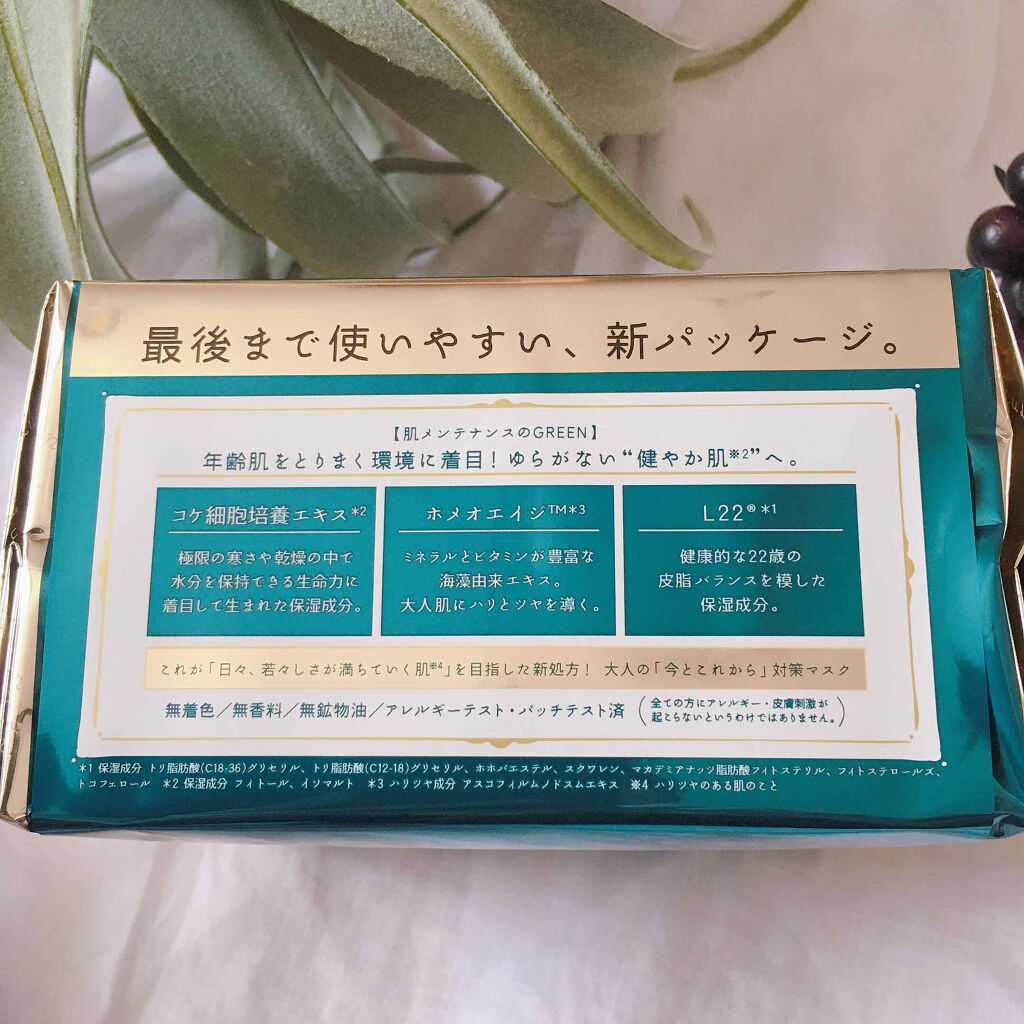 最後まで使いやすい、新パッケージ。
【肌メンテナンスのGREEN】
年齢肌をとりまく環境に着目！ゆらがない“健やか肌※2”へ。
コケ細胞培養エキス*2
極限の寒さや乾燥の中で
水分を保持できる生命力に
着目して生まれた保湿成分。
ホメオエイジTM*3
ミネラルとビタミンが豊富な
海藻由来エキス。
大人肌にハリとツヤを導く。
L22®*1
健康的な22歳の
皮脂バランスを模した
保湿成分。
これが「日々、若々しさが満ちていく肌※4」を目指した新処方！ 大人の「今とこれから」対策マスク
無着色／無香料／無鉱物油／アレルギーテスト・パッチテスト済
（全ての方にアレルギー・皮膚刺激が
起こらないというわけではありません。）
*1 保湿成分 トリ脂肪酸(C18-36)グリセリル、トリ脂肪酸(C12-18)グリセリル、ホホバエステル、スクワレン、マカデミアナッツ脂肪酸フィトステリル、フィトステロールズ、
トコフェロール *2 保湿成分 フィトール、イソマルト *3 ハリツヤ成分 アスコフィルムノドスムエキス ※4 ハリツヤのある肌のこと